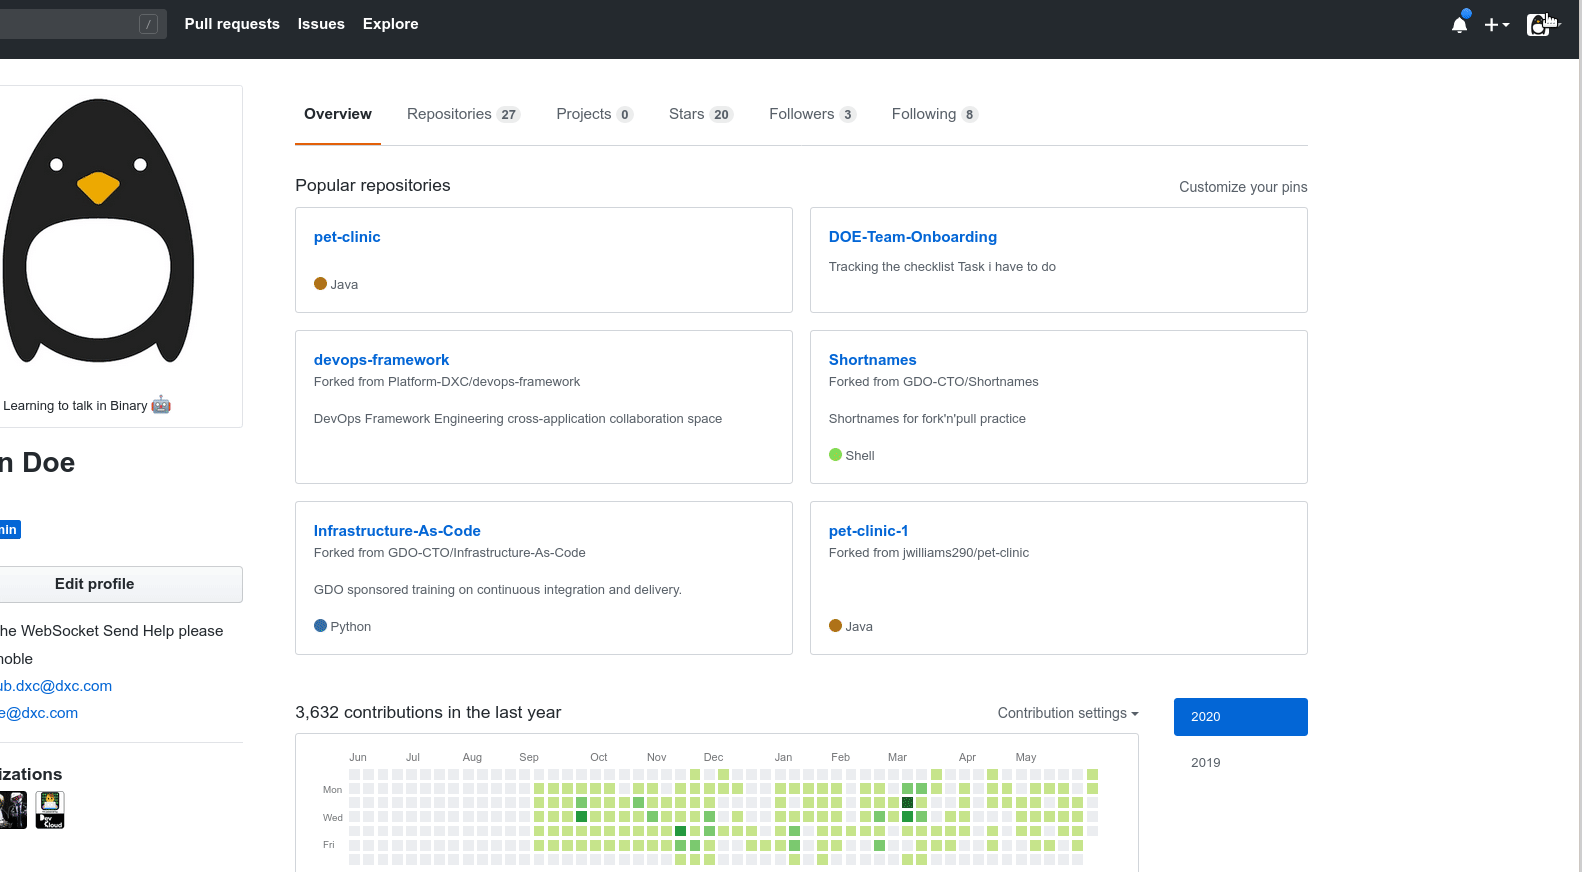 / Pull requests Issues Explore
Overview Repositories 27 Projects 0 Stars 20 Followers 3 Following 8
Popular repositories
Customize your pins
pet-clinic
Java
DOE-Team-Onboarding
Tracking the checklist Task i have to do
devops-framework
Forked from Platform-DXC/devops-framework
DevOps Framework Engineering cross-application collaboration space
Shortnames
Forked from GDO-CTO/Shortnames
Shortnames for fork'n'pull practice
Shell
Infrastructure-As-Code
Forked from GDO-CTO/Infrastructure-As-Code
GDO sponsored training on continuous integration and delivery.
Python
pet-clinic-1
Forked from jwilliams290/pet-clinic
Java
Learning to talk in Binary
n Doe
min
Edit profile
he WebSocket Send Help please
noble
ub.dxc@dxc.com
e@dxc.com
izations
Dev Cloud
3,632 contributions in the last year
Contribution settings
2020
2019
Jun Jul Aug Sep Oct Nov Dec Jan Feb Mar Apr May
Mon
Wed
Fri